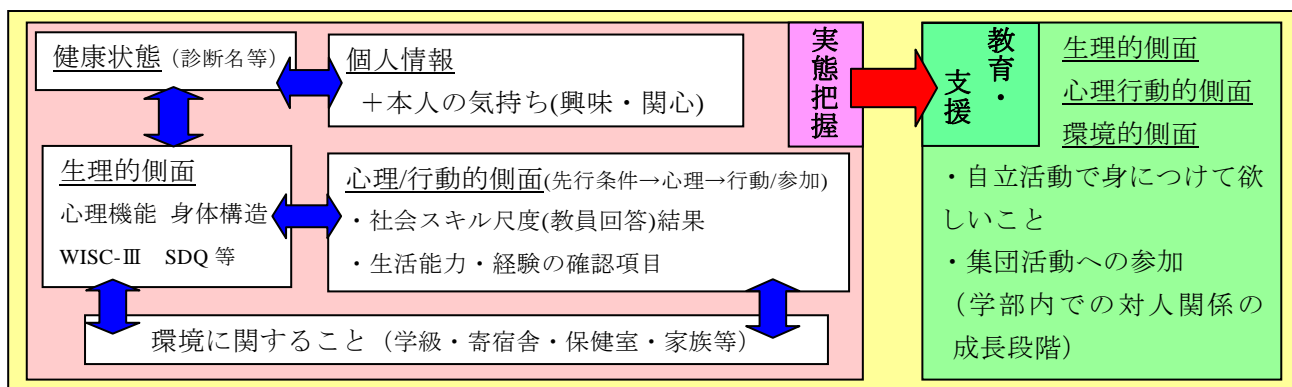 健康状態（診断名等）
個人情報
＋本人の気持ち(興味・関心)
実態把握
教育・
支援
生理的側面
心理機能 身体構造
WISC-Ⅲ SDQ 等
心理/行動的側面(先行条件→心理→行動/参加)
・社会スキル尺度(教員回答)結果
・生活能力・経験の確認項目
環境に関すること（学級・寄宿舎・保健室・家族等）
生理的側面
心理行動的側面
環境的側面
・自立活動で身につけて欲
しいこと
・集団活動への参加
（学部内での対人関係の
成長段階）